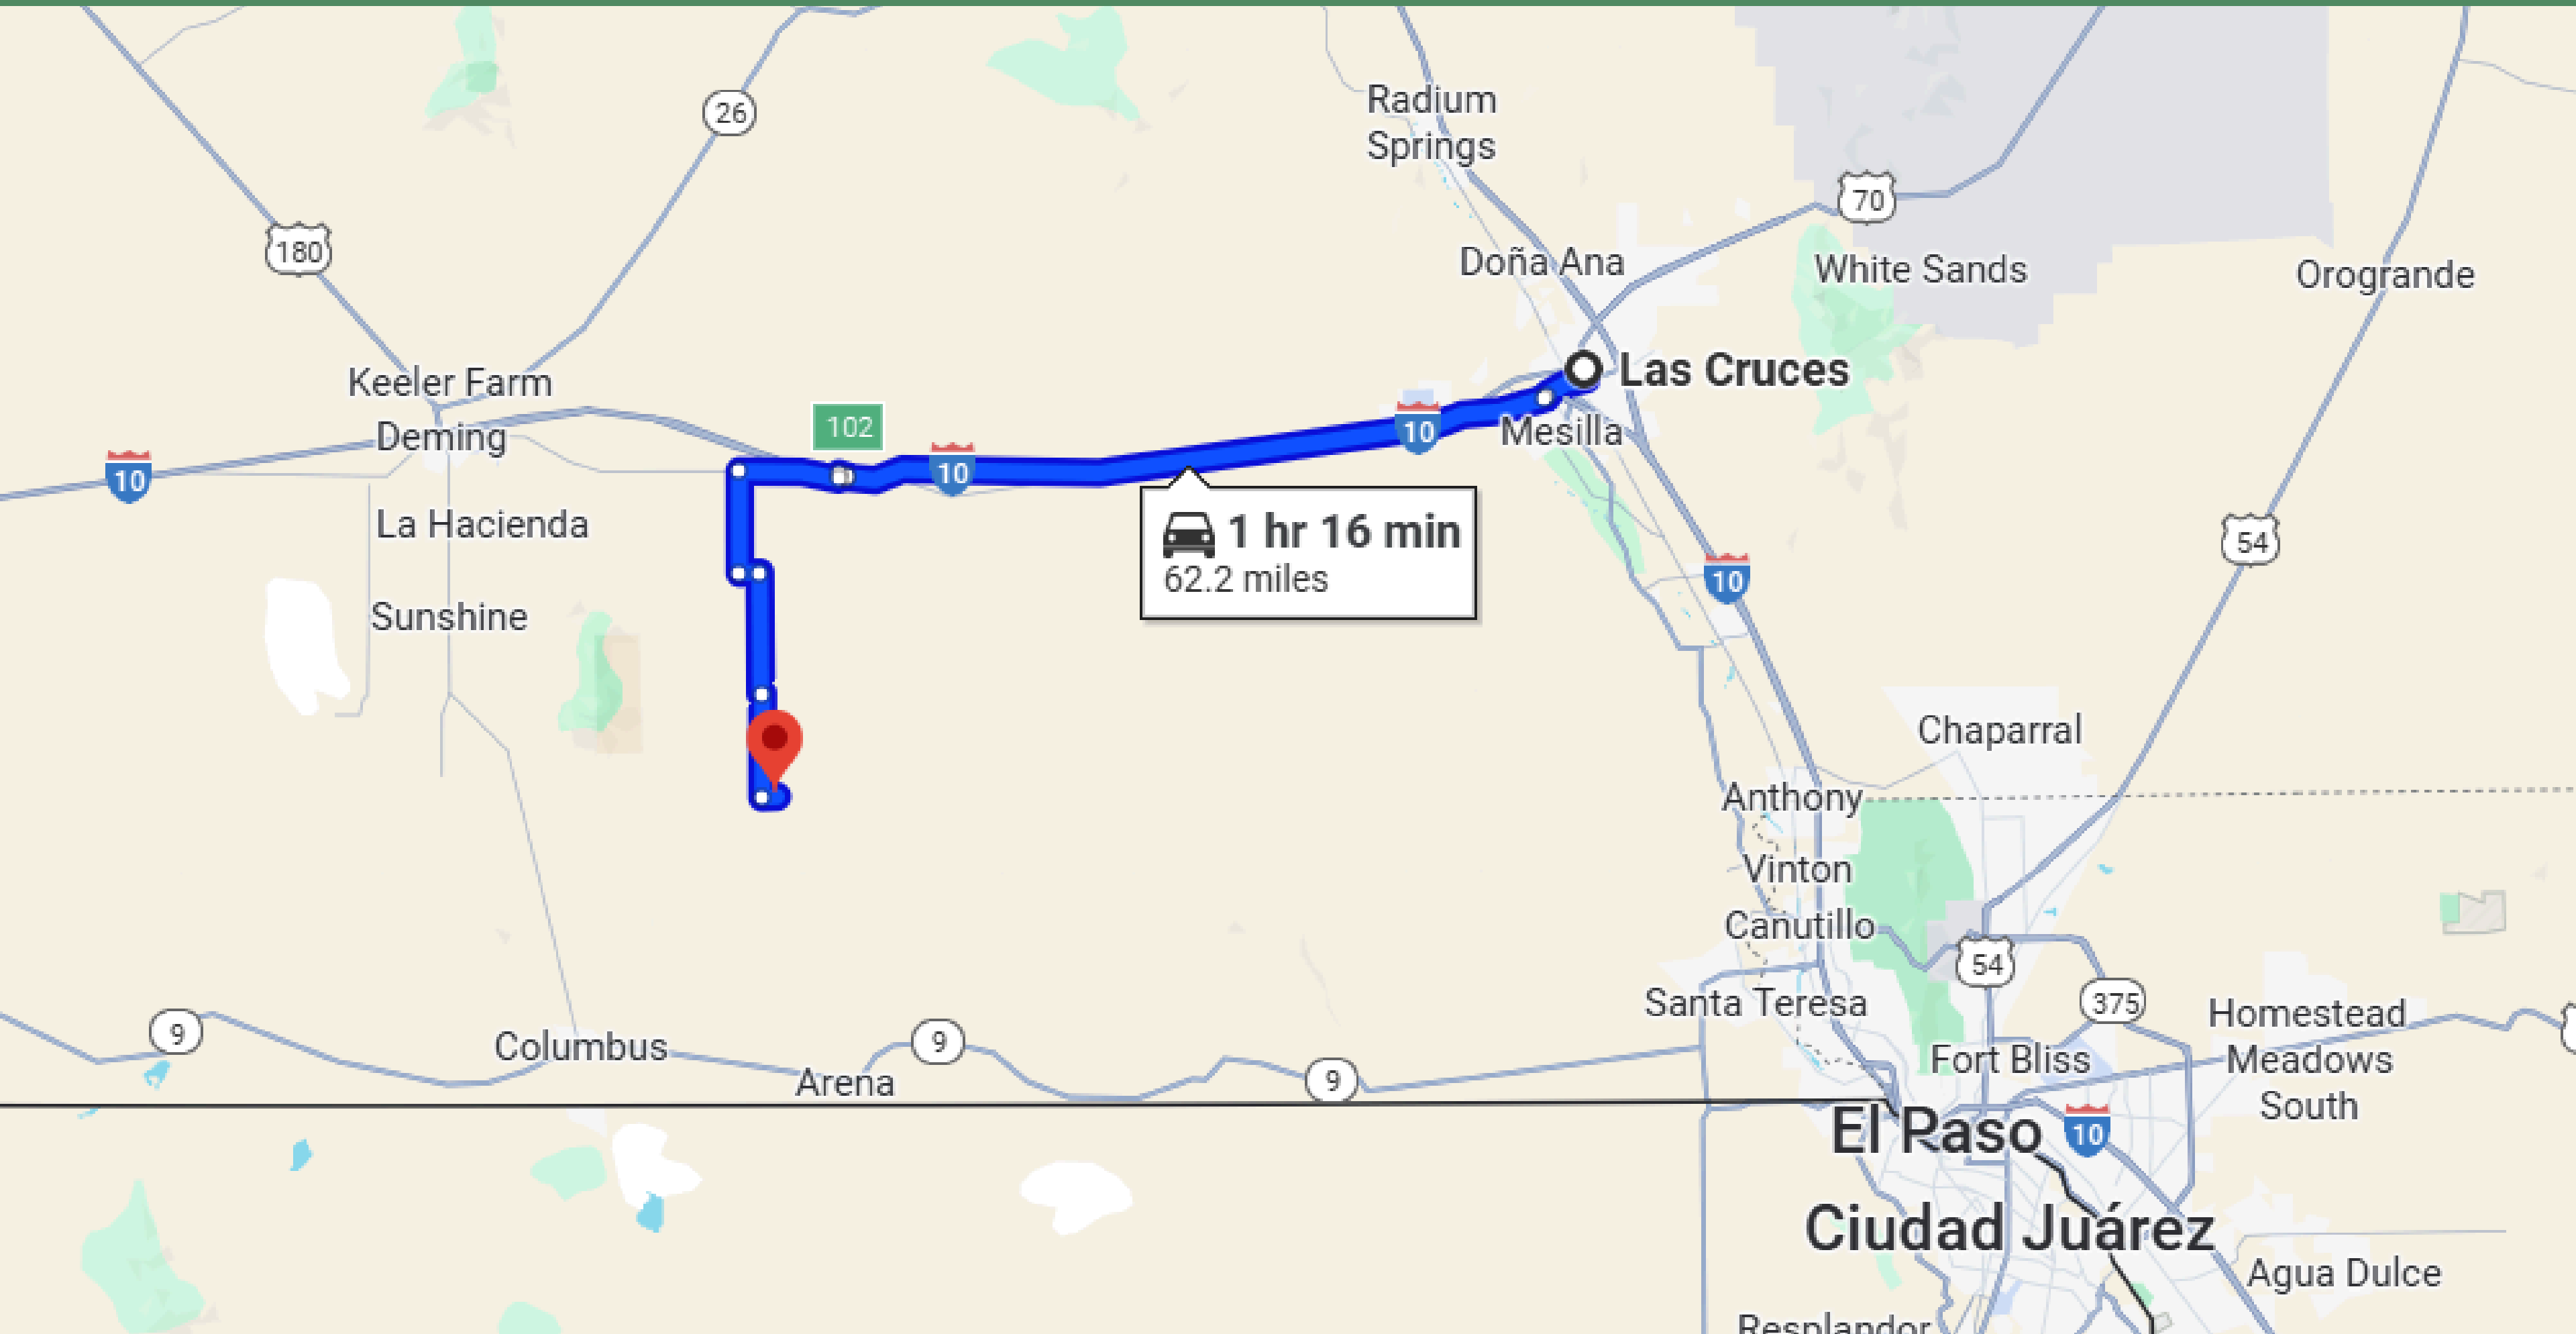 26
Radium
Springs
70
180
Doña Ana
White Sands
Orogrande
Las Cruces
Keeler Farm
102
Deming
10
Mesilla
10
10
La Hacienda
1 hr 16 min
62.2 miles
54
10
Sunshine
Chaparral
Anthony
Vinton
Canutillo
54
375
Santa Teresa
Homestead
Meadows
South
9
Columbus
9
Arena
9
Fort Bliss
El Paso
10
Ciudad Juárez
Agua Dulce
Resplandor